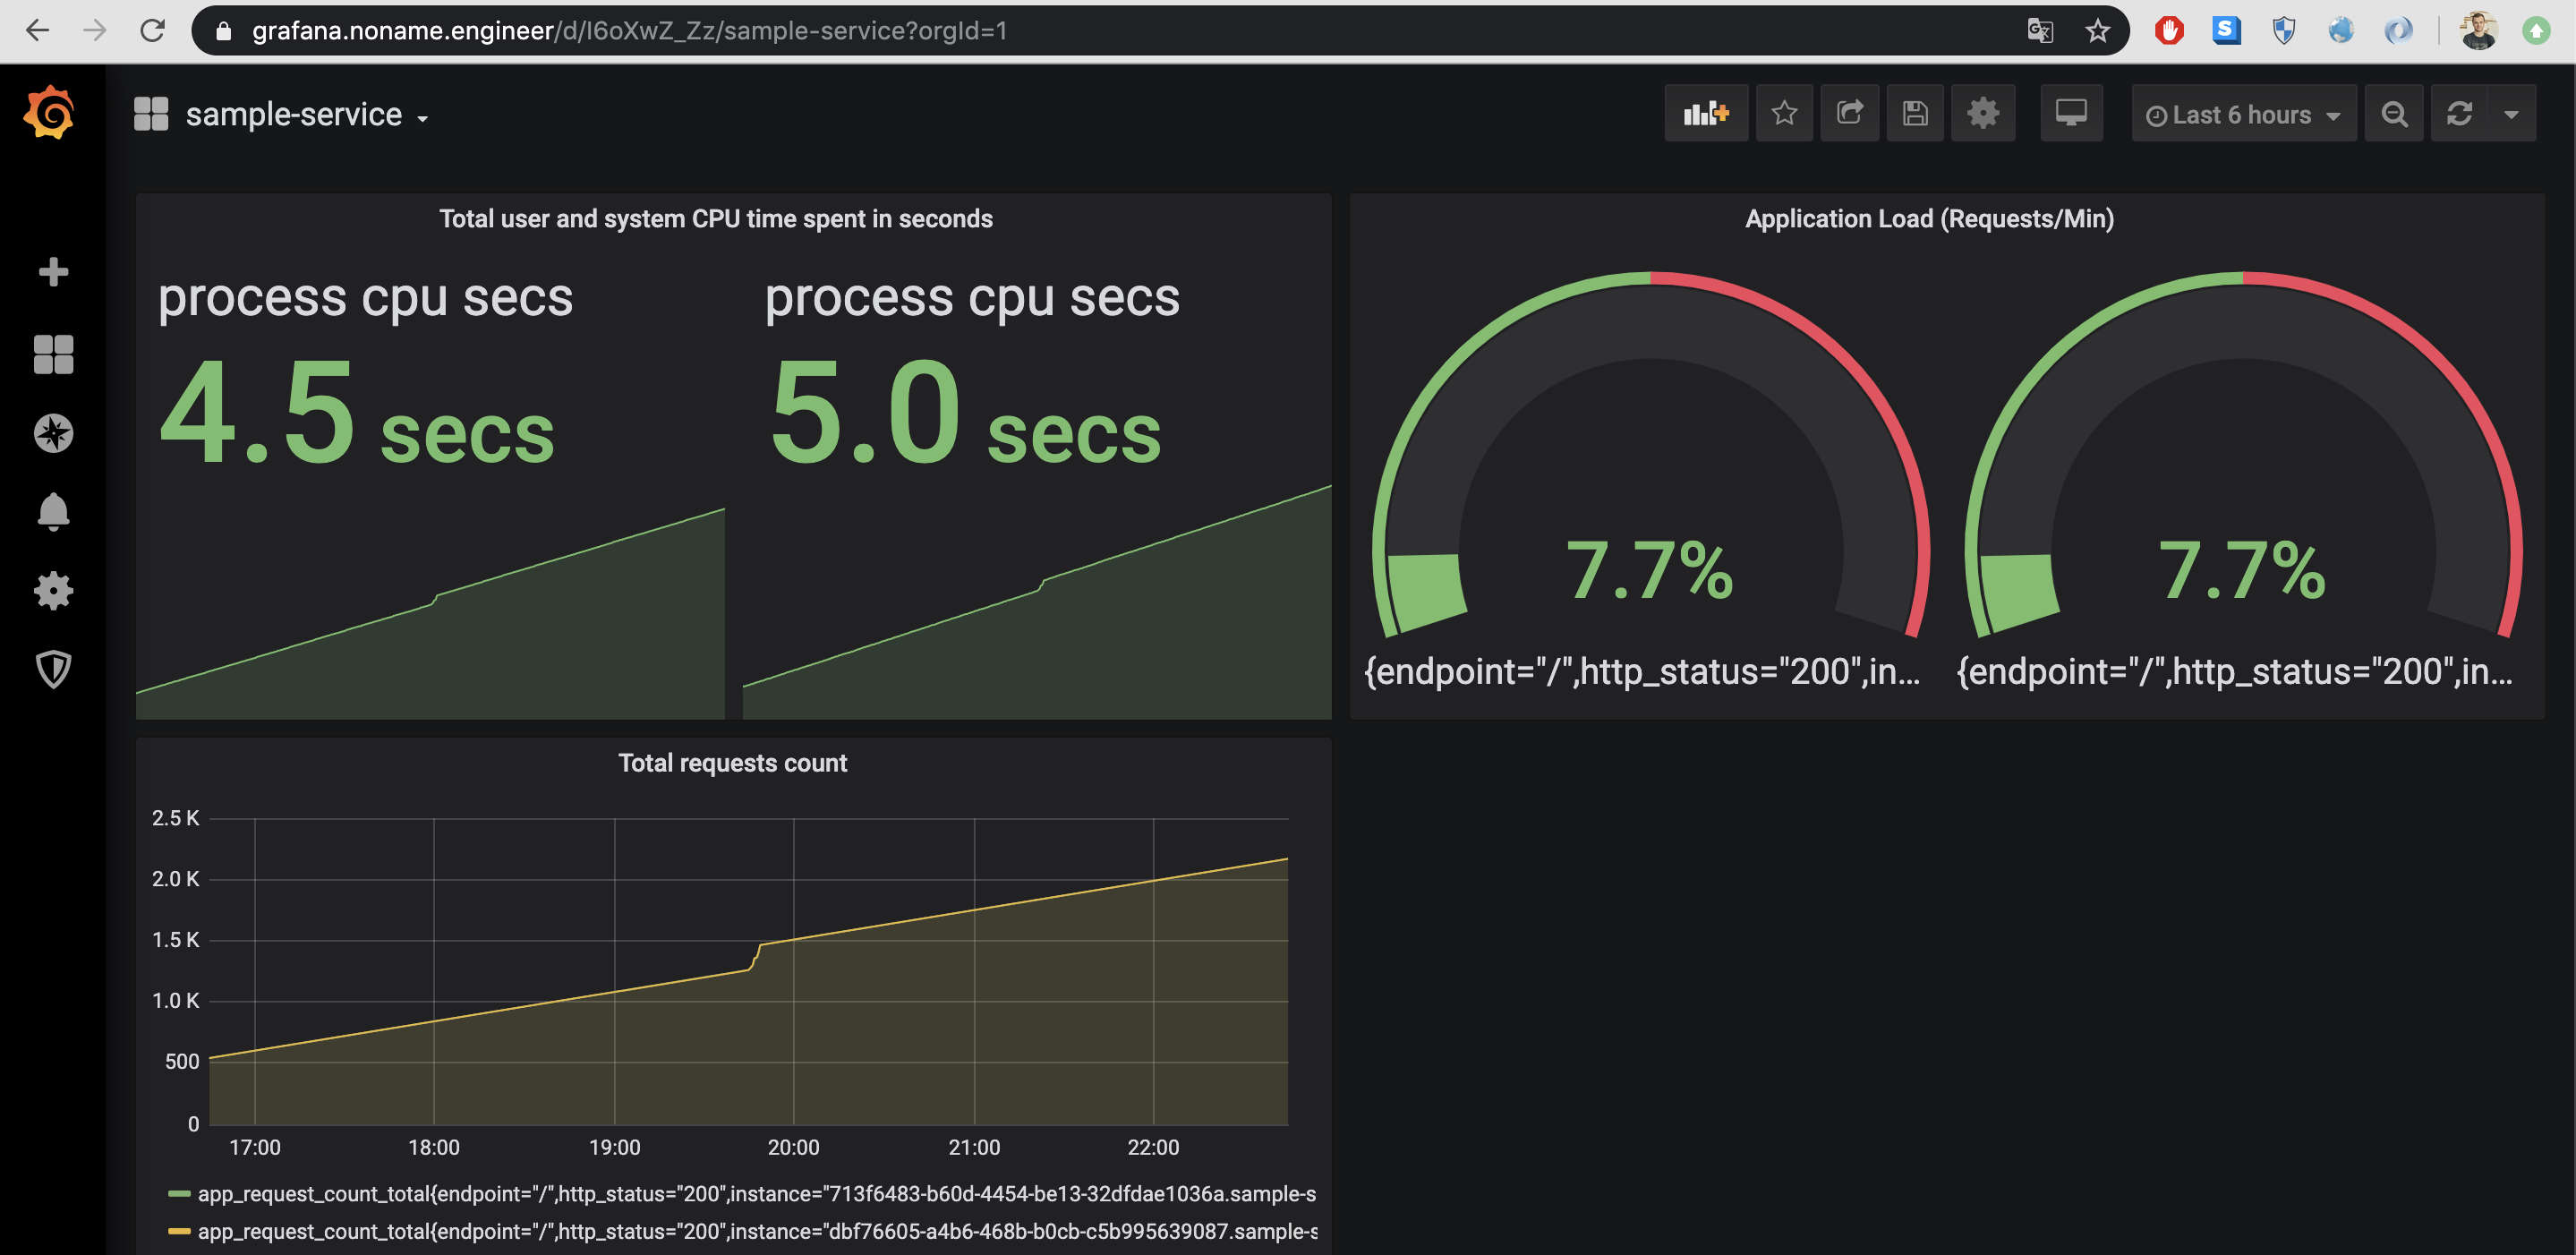 grafana.noname.engineer/d/I6oXwZ_Zz/sample-service?orgId=1
sample-service
Last 6 hours
Total user and system CPU time spent in seconds
process cpu secs
4.5 secs
process cpu secs
5.0 secs
Application Load (Requests/Min)
7.7%
{endpoint="/",http_status="200",in...
7.7%
{endpoint="/",http_status="200",in...
Total requests count
2.5 K
2.0 K
1.5 K
1.0 K
500
0
17:00
18:00
19:00
20:00
21:00
22:00
app_request_count_total{endpoint="/",http_status="200",instance="713f6483-b60d-4454-be13-32dfdae1036a.sample-s
app_request_count_total{endpoint="/",http_status="200",instance="dbf76605-a4b6-468b-b0cb-c5b995639087.sample-s